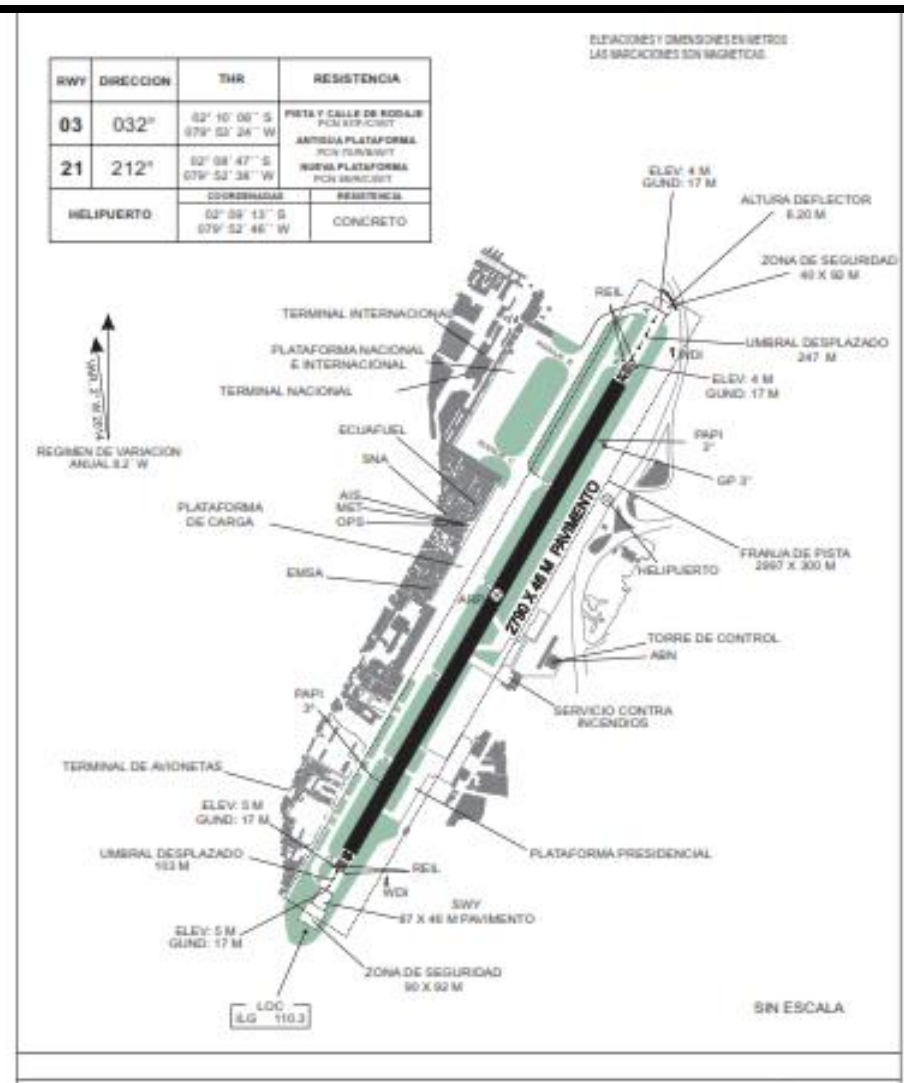 ELEVACIONES Y DIMENSIONES EN METROS
LAS MARCACIONES SON MAGNETICAS.
RWY DIRECCION THR RESISTENCIA
03 032° 02° 10' 06'' S
079° 53' 24'' W
PISTA Y CALLE DE RODAJE
ANTIGUA PLATAFORMA
21 212° 02° 08' 47'' S
079° 52' 36'' W
NUEVA PLATAFORMA
COORDENADAS RESISTENCIA
HELIPUERTO 02° 09' 13'' S
079° 52' 46'' W
CONCRETO
ELEV: 4 M
GUND: 17 M
ALTURA DEFLECTOR
6.20 M
ZONA DE SEGURIDAD
40 X 92 M
REIL
TERMINAL INTERNACIONAL
UMBRAL DESPLAZADO
247 M
WDI
PLATAFORMA NACIONAL
E INTERNACIONAL
ELEV: 4 M
GUND: 17 M
TERMINAL NACIONAL
REGIMEN DE VARIACION
ANUAL 8.2' W
ECUAFUEL
PAPI
3°
SNA
GP 3°
AIS
MET
OPS
PLATAFORMA
DE CARGA
FRANJA DE PISTA
2997 X 300 M
HELIPUERTO
EMSA
ARP
2790 X 46 M PAVIMENTO
TORRE DE CONTROL
ABN
PAPI
3°
SERVICIO CONTRA
INCENDIOS
TERMINAL DE AVIONETAS
ELEV: 5 M
GUND: 17 M
UMBRAL DESPLAZADO
103 M
PLATAFORMA PRESIDENCIAL
REIL
WDI
SWY
67 X 46 M PAVIMENTO
ELEV: 5 M
GUND: 17 M
ZONA DE SEGURIDAD
90 X 92 M
LOC
ILG 110.3
SIN ESCALA